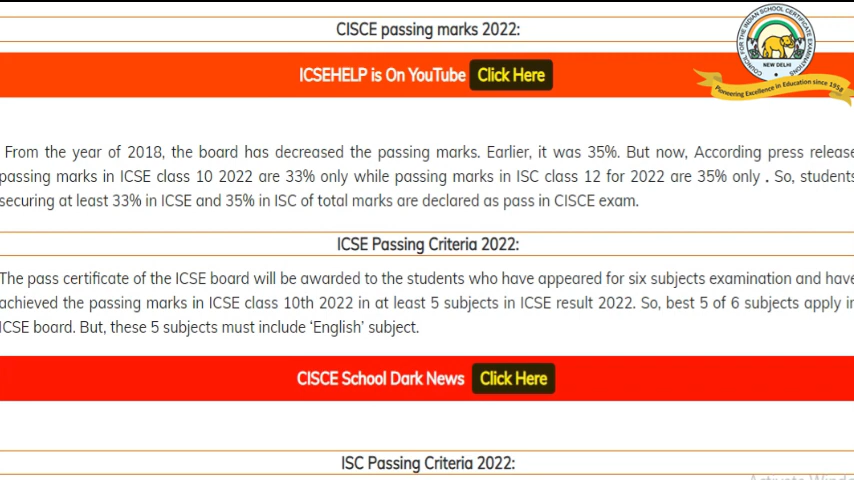 CISCE passing marks 2022:
COUNCIL FOR THE INDIAN SCHOOL CERTIFICATE EXAMINATIONS
NEW DELHI
Pioneering Excellence in Education since 1958
ICSEHELP is On YouTube Click Here
From the year of 2018, the board has decreased the passing marks. Earlier, it was 35%. But now, According press release
passing marks in ICSE class 10 2022 are 33% only while passing marks in ISC class 12 for 2022 are 35% only . So, students
securing at least 33% in ICSE and 35% in ISC of total marks are declared as pass in CISCE exam.
ICSE Passing Criteria 2022:
The pass certificate of the ICSE board will be awarded to the students who have appeared for six subjects examination and have
achieved the passing marks in ICSE class 10th 2022 in at least 5 subjects in ICSE result 2022. So, best 5 of 6 subjects apply in
ICSE board. But, these 5 subjects must include ‘English’ subject.
CISCE School Dark News Click Here
ISC Passing Criteria 2022: